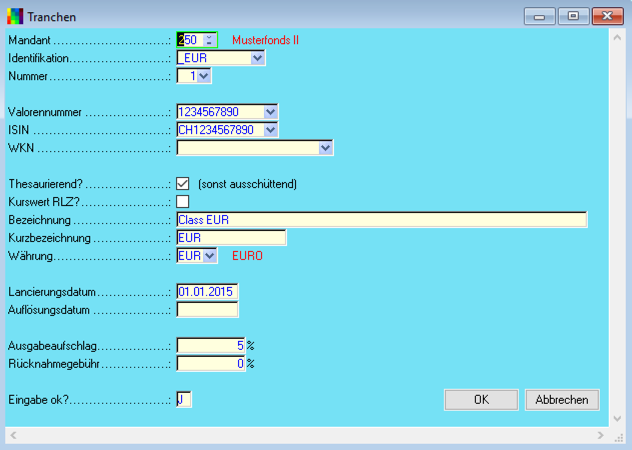 Tranchen
Mandant.....................: 250 Musterfonds II
Identifikation.....................: _EUR
Nummer.....................: 1
Valorennummer.....................: 1234567890
ISIN.....................: CH1234567890
WKN.....................:
Thesaurierend?.....................: (sonst ausschüttend)
Kurswert RLZ?.....................:
Bezeichnung.....................: Class EUR
Kurzbezeichnung.....................: EUR
Währung.....................: EUR EURO
Lancierungsdatum.....................: 01.01.2015
Auflösungsdatum.....................:
Ausgabeaufschlag.....................: 5 %
Rücknahmegebühr.....................: 0 %
Eingabe ok?.....................: J OK Abbrechen